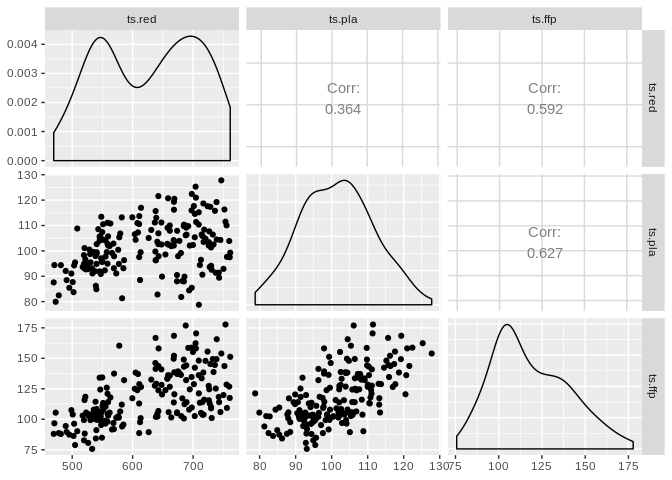 ts.red ts.pla ts.ffp
0.004
0.003
0.002
0.001
0.000
Corr:
0.364
Corr:
0.592
ts.red
130
120
110
100
90
80
Corr:
0.627
ts.pla
175
150
125
100
75
ts.ffp
500 600 700 80 90 100 110 120 130 75 100 125 150 175